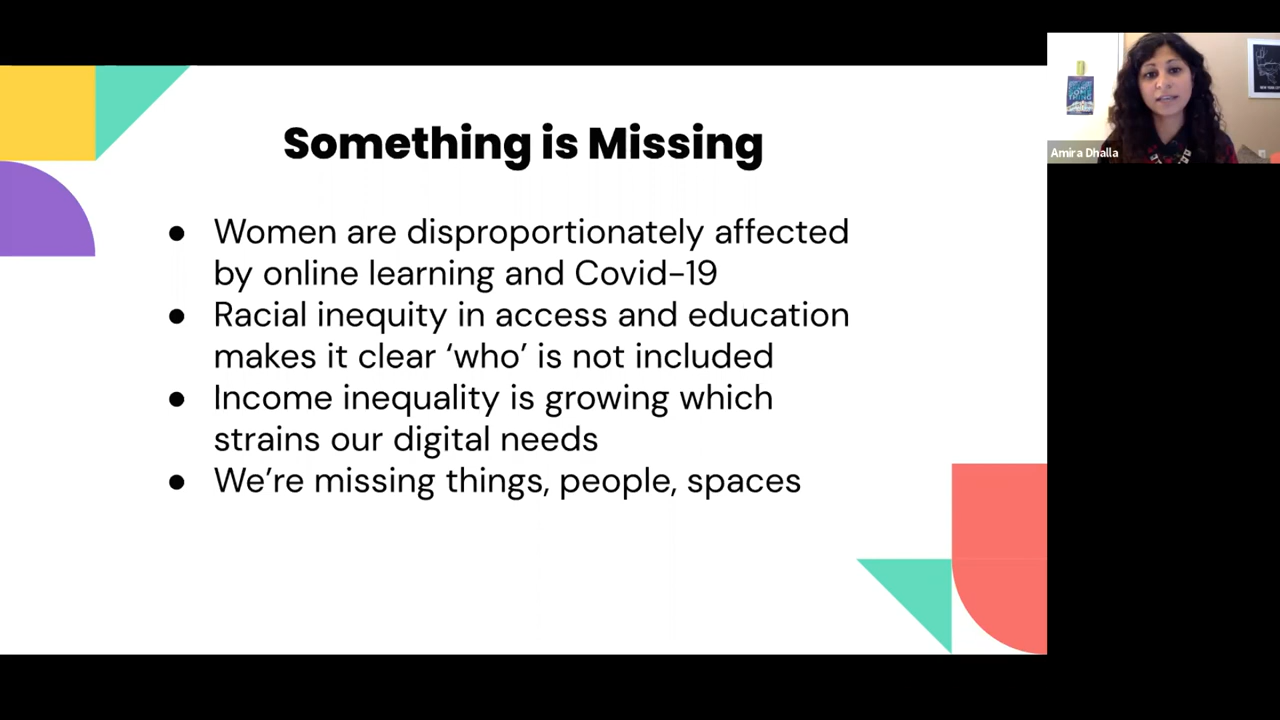 Something is Missing
● Women are disproportionately affected
by online learning and Covid-19
● Racial inequity in access and education
makes it clear ‘who’ is not included
● Income inequality is growing which
strains our digital needs
● We’re missing things, people, spaces
Amira Dhalla